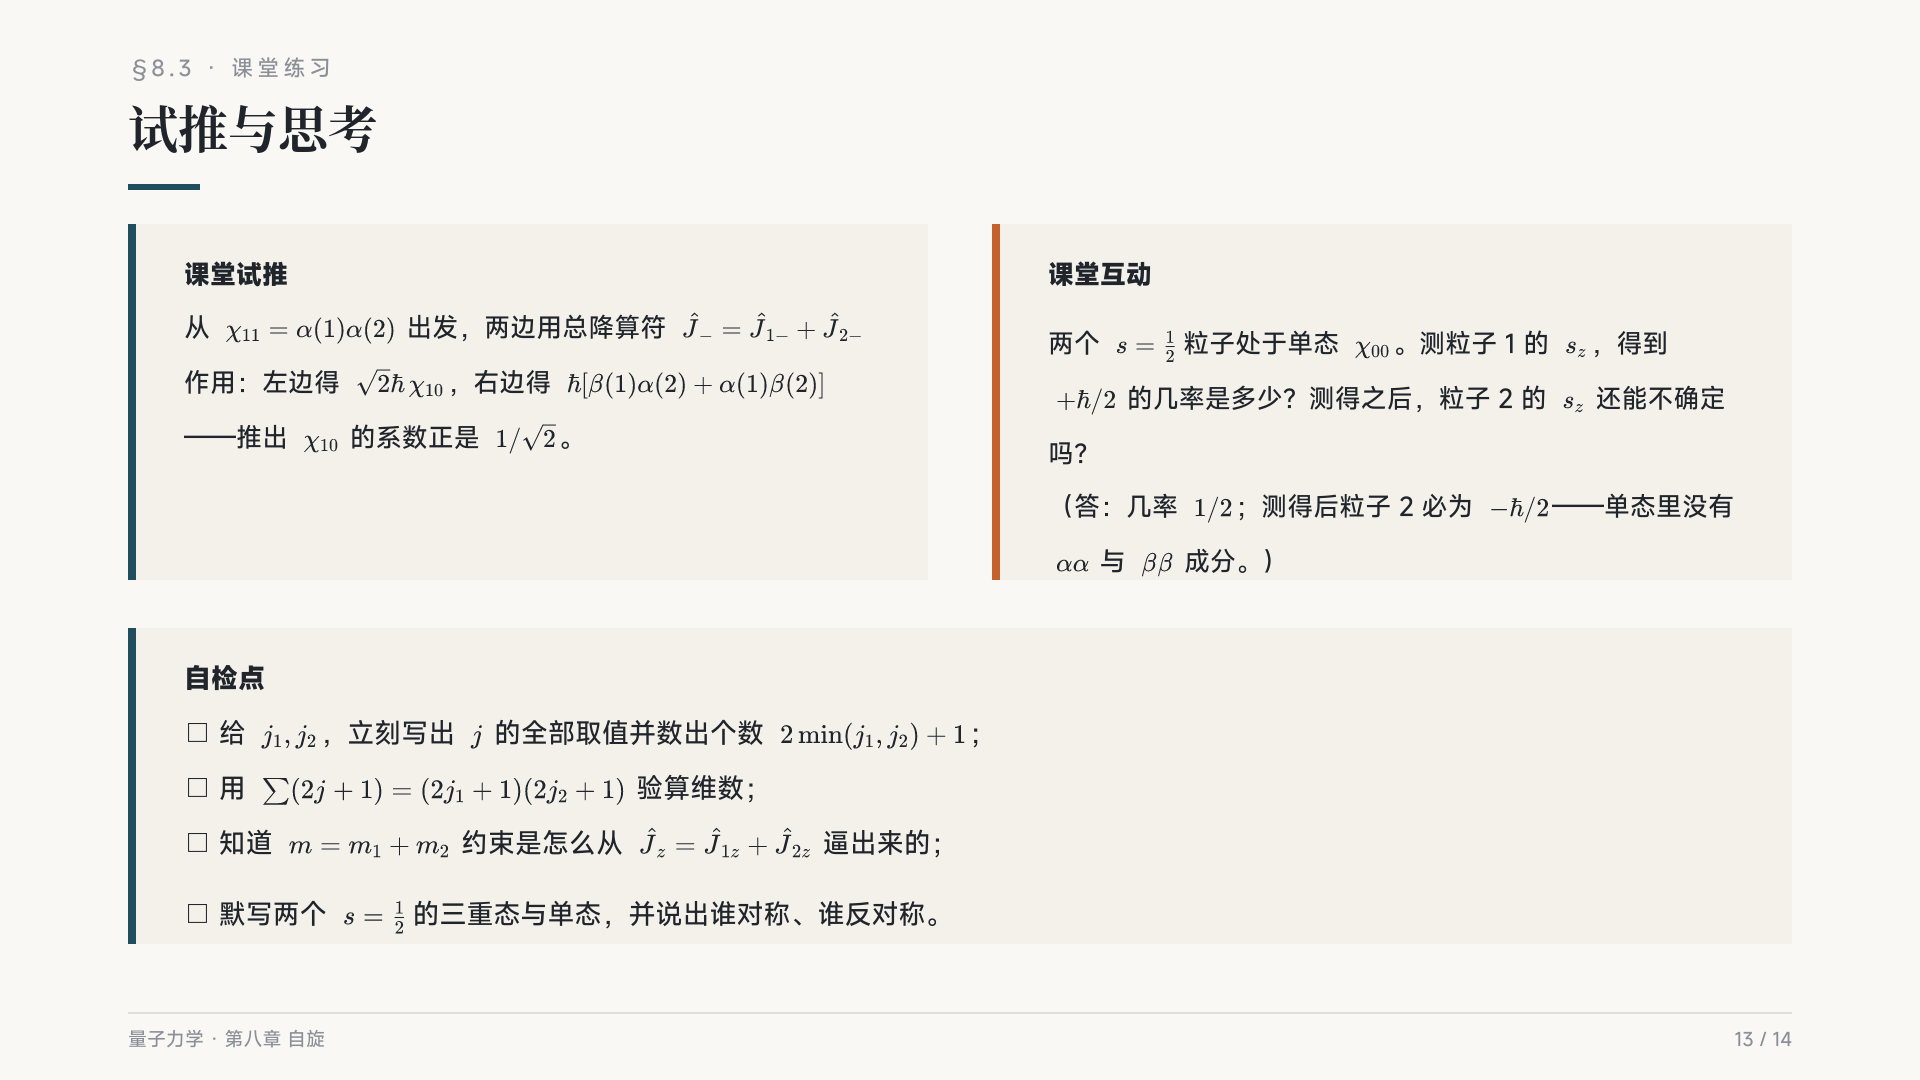 §8.3 · 课堂练习
试推与思考
课堂试推
从 χ₁₁ = α(1)α(2) 出发，两边用总降算符 Ĵ₋ = Ĵ₁₋ + Ĵ₂₋
作用：左边得 √2ħχ₁₀，右边得 ħ[β(1)α(2) + α(1)β(2)]
——推出 χ₁₀ 的系数正是 1/√2。
课堂互动
两个 s = 1/2 粒子处于单态 χ₀₀。测粒子 1 的 s_z，得到
+ħ/2 的几率是多少？测得之后，粒子 2 的 s_z 还能不确定
吗？
（答：几率 1/2；测得后粒子 2 必为 −ħ/2——单态里没有
αα 与 ββ 成分。）
自检点
□ 给 j₁, j₂，立刻写出 j 的全部取值并数出个数 2 min(j₁, j₂) + 1；
□ 用 ∑(2j + 1) = (2j₁ + 1)(2j₂ + 1) 验算维数；
□ 知道 m = m₁ + m₂ 约束是怎么从 Ĵ_z = Ĵ₁z + Ĵ₂z 逼出来的；
□ 默写两个 s = 1/2 的三重态与单态，并说出谁对称、谁反对称。
量子力学 · 第八章 自旋
13 / 14